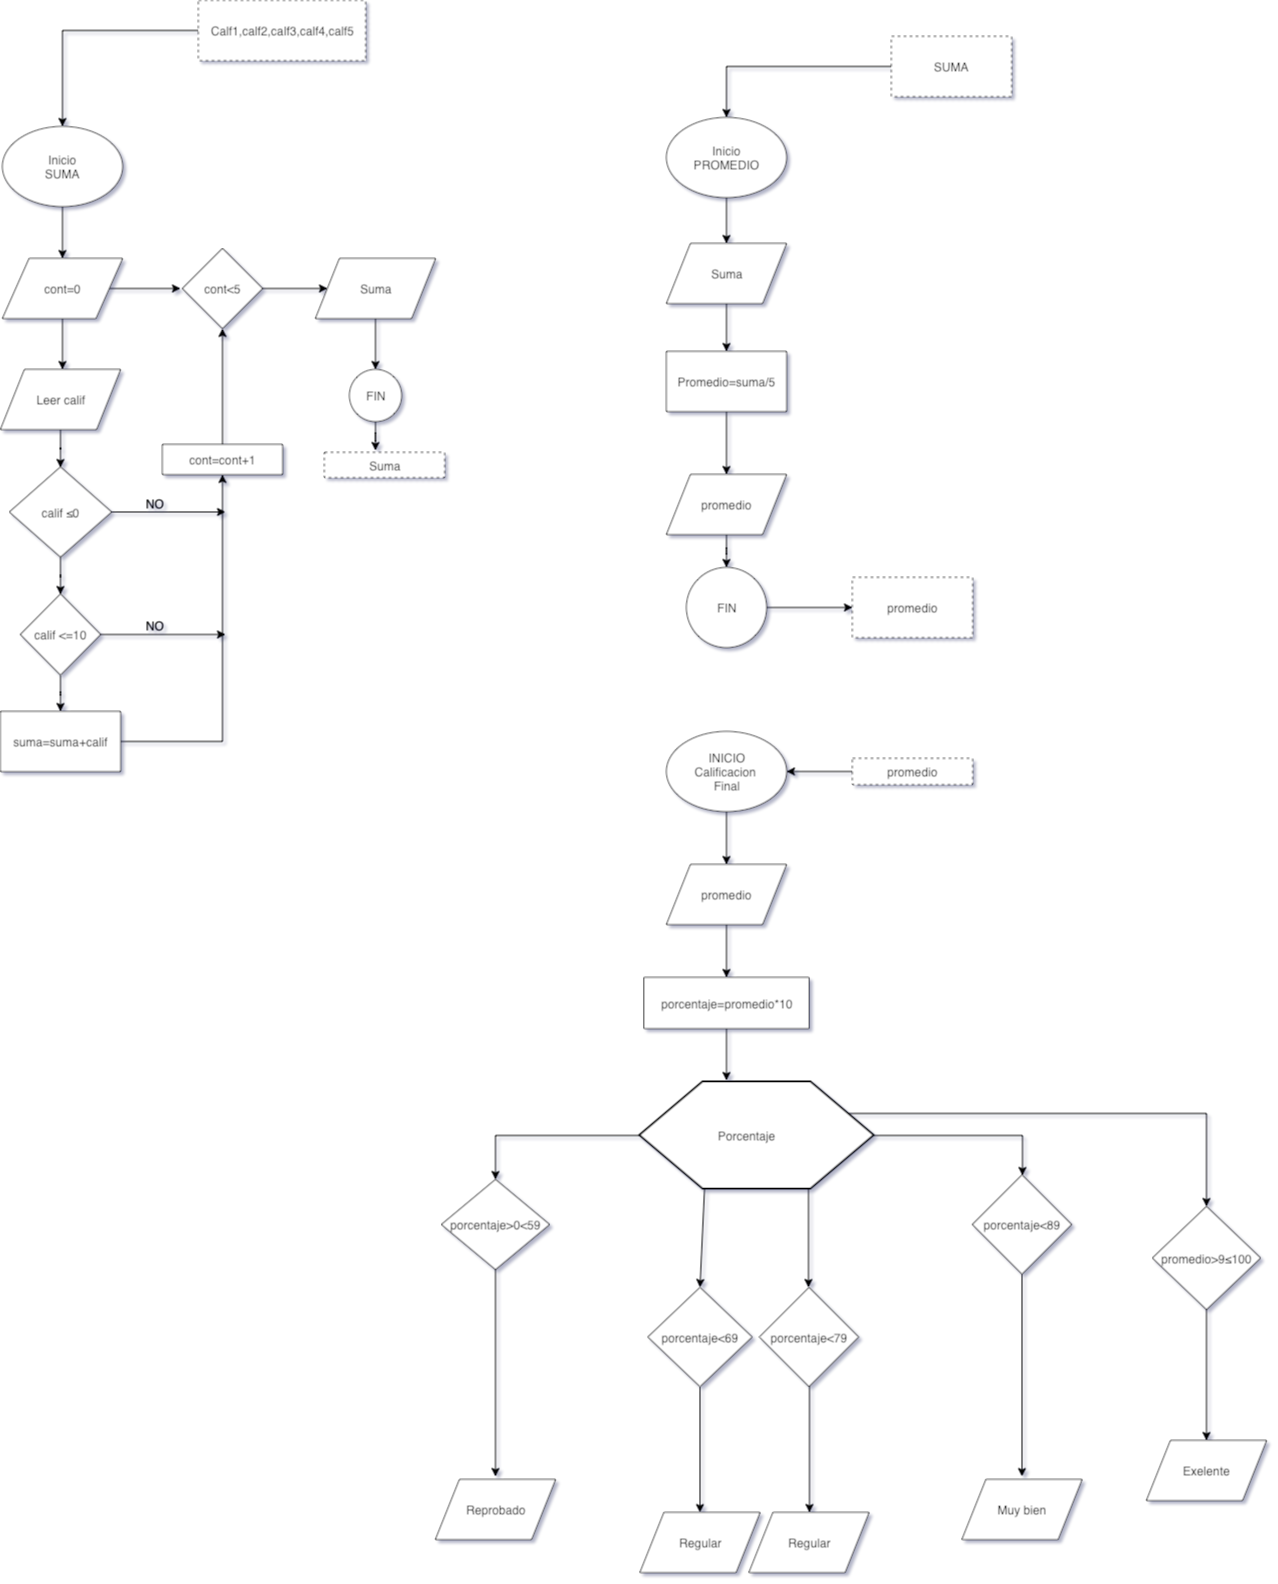 Calf1,calf2,calf3,calf4,calf5
Inicio
SUMA
cont=0
cont<5
Suma
Leer calif
FIN
cont=cont+1
Suma
calif ≤0
NO
calif <=10
NO
suma=suma+calif
SUMA
Inicio
PROMEDIO
Suma
Promedio=suma/5
promedio
FIN
promedio
INICIO
Calificacion
Final
promedio
promedio
porcentaje=promedio*10
Porcentaje
porcentaje>0<59
porcentaje<69
porcentaje<79
porcentaje<89
promedio>9≤100
Reprobado
Regular
Regular
Muy bien
Exelente